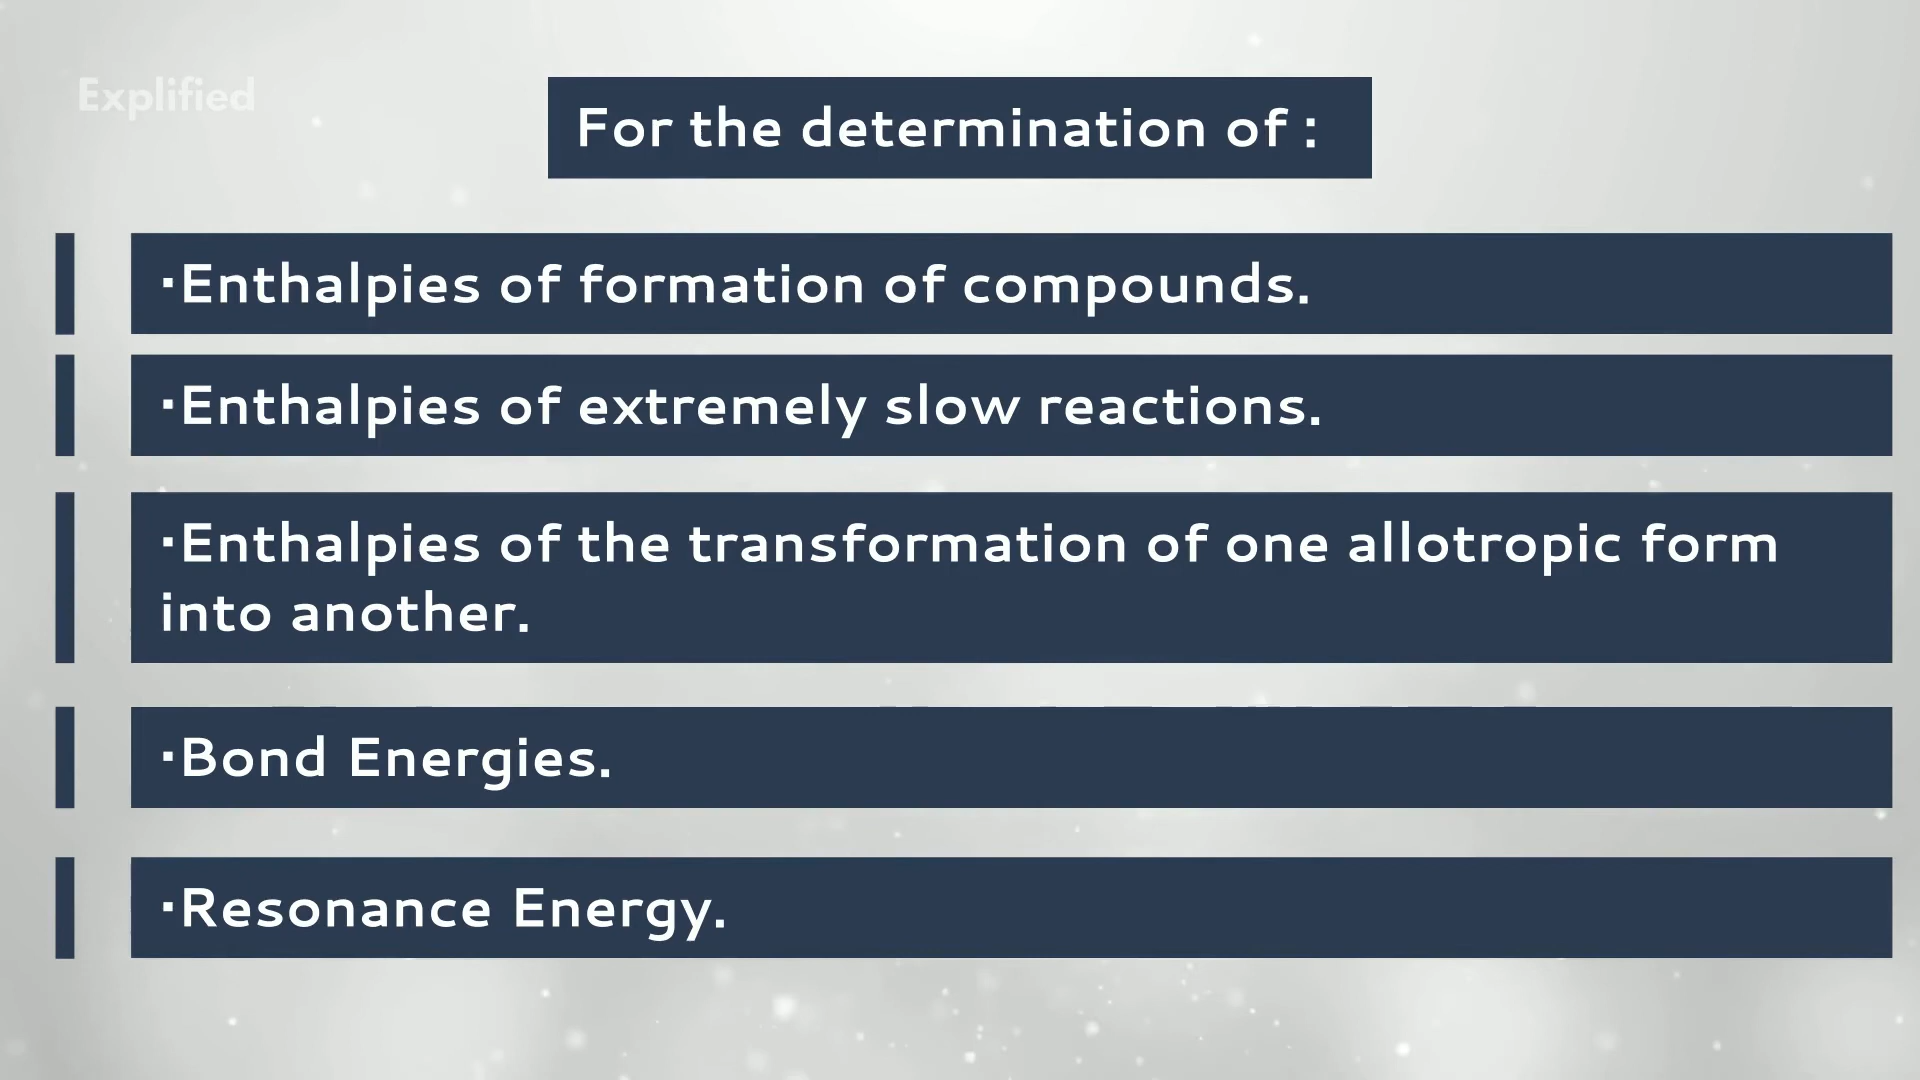 Explified
For the determination of :
·Enthalpies of formation of compounds.
·Enthalpies of extremely slow reactions.
·Enthalpies of the transformation of one allotropic form
into another.
·Bond Energies.
·Resonance Energy.